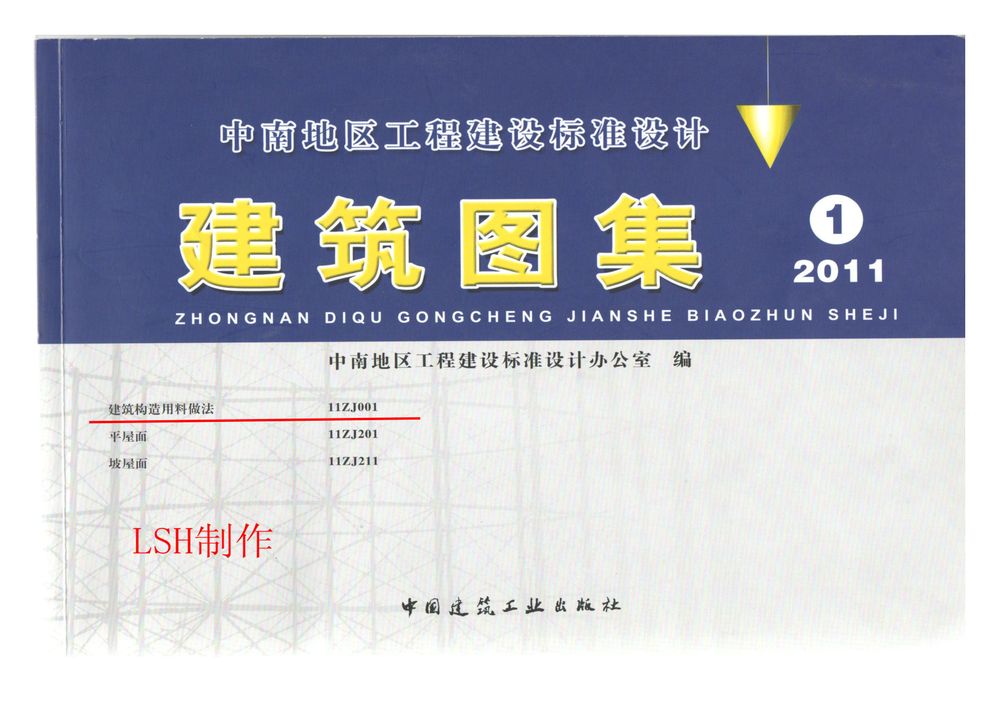 中南地区工程建设标准设计
建筑图集
1
2011
ZHONGNAN DIQU GONGCHENG JIANSHE BIAOZHUN SHEJI
中南地区工程建设标准设计办公室 编
建筑构造用料做法 11ZJ001
平屋面 11ZJ201
坡屋面 11ZJ211
LSH制作
中国建筑工业出版社